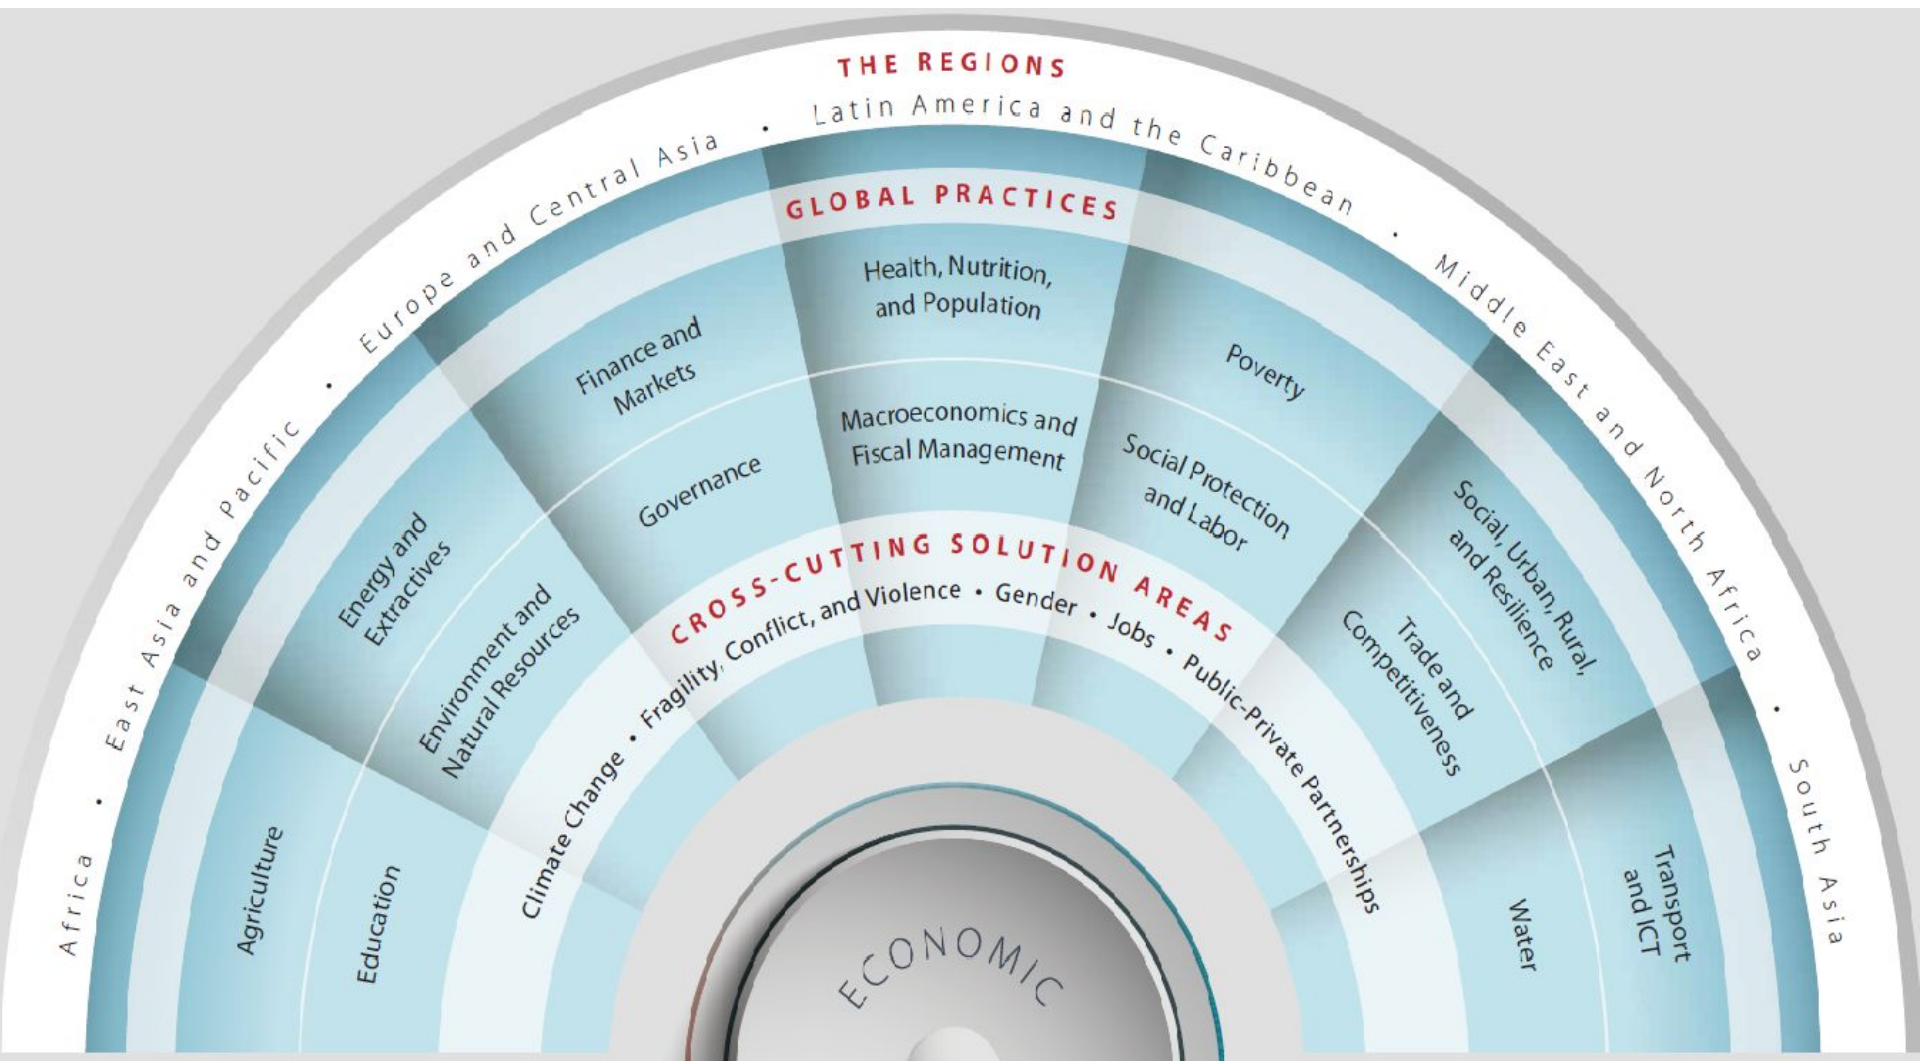 THE REGIONS
Africa • East Asia and Pacific • Europe and Central Asia • Latin America and the Caribbean • Middle East and North Africa • South Asia
GLOBAL PRACTICES
Agriculture
Education
Energy and
Extractives
Environment and
Natural Resources
Finance and
Markets
Governance
Health, Nutrition,
and Population
Macroeconomics and
Fiscal Management
Poverty
Social Protection
and Labor
Social, Urban, Rural,
and Resilience
Trade and
Competitiveness
Transport
and ICT
Water
CROSS-CUTTING SOLUTION AREAS
Climate Change • Fragility, Conflict, and Violence • Gender • Jobs • Public-Private Partnerships
ECONOMIC